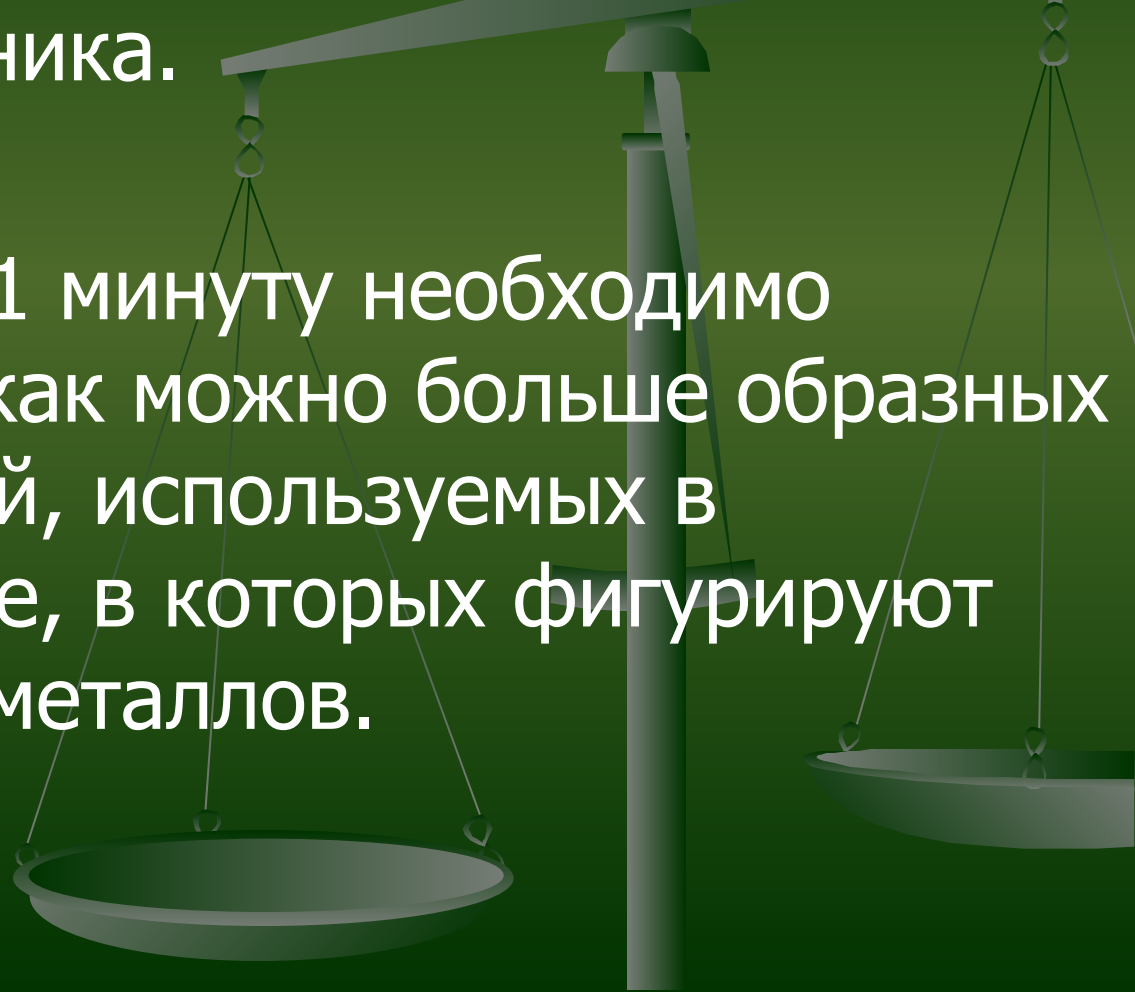 ника.
1 минуту необходимо
как можно больше образных
й, используемых в
е, в которых фигурируют
металлов.